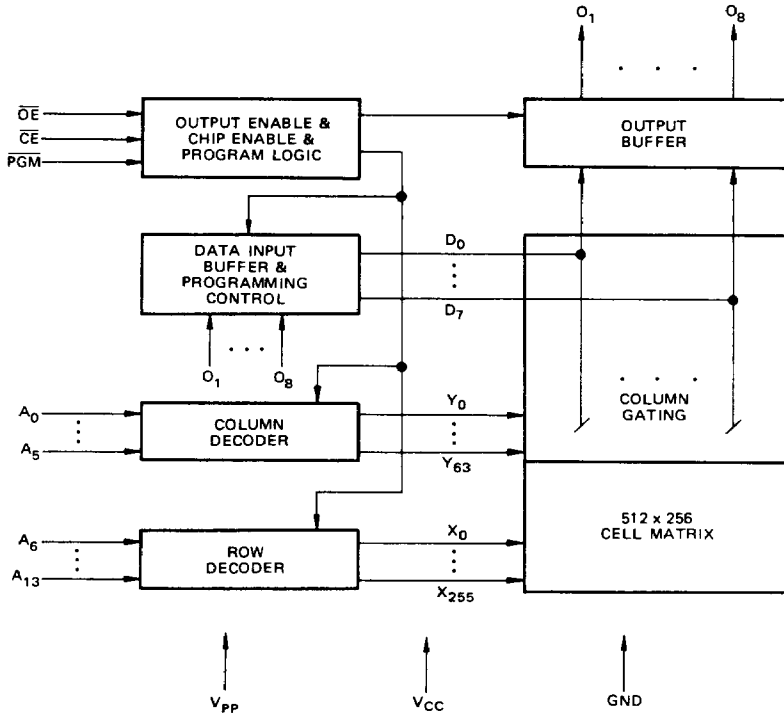 O1 O8
OE
CE
PGM
OUTPUT ENABLE &
CHIP ENABLE &
PROGRAM LOGIC
OUTPUT
BUFFER
DATA INPUT
BUFFER &
PROGRAMMING
CONTROL
D0
D7
O1 O8
A0
A5
COLUMN
DECODER
Y0
Y63
COLUMN
GATING
A6
A13
ROW
DECODER
X0
X255
512 x 256
CELL MATRIX
VPP VCC GND